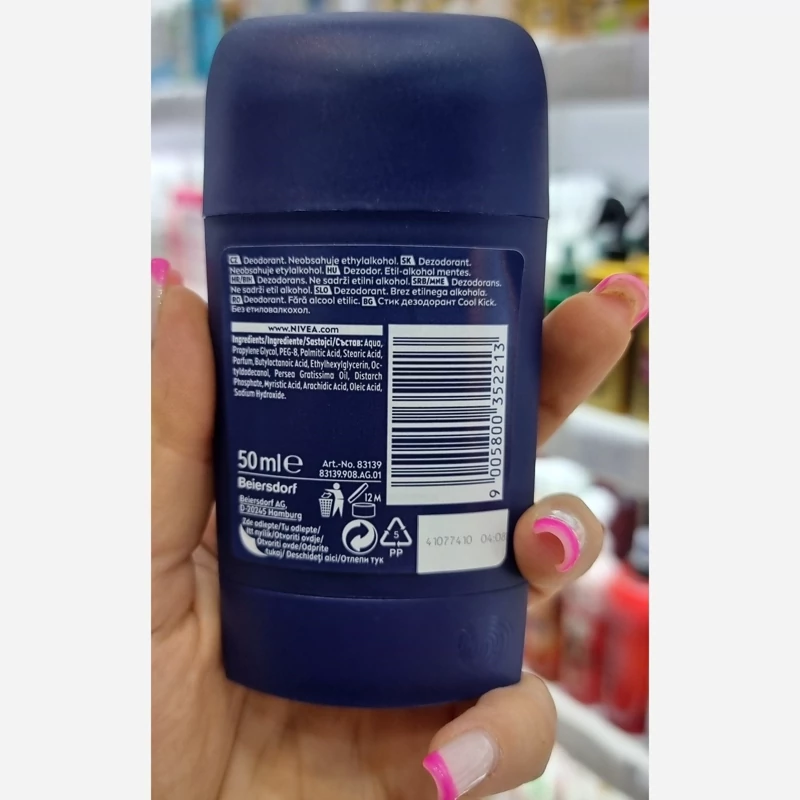 CZ Deodorant. Neobsahuje ethylalkohol. SK Dezodorant.
Neobsahuje etylalkohol. HU Dezodor. Etil-alkohol mentes.
HR/BIH Dezodorans. Ne sadrži etilni alkohol. SRB/MNE Dezodorans.
Ne sadrži etil alkohol. SLO Dezodorant. Brez etilnega alkohola.
RO Deodorant. Fără alcool etilic. BG Стик дезодорант Cool Kick.
Без етилованкохол.
www.NIVEA.com
Ingredients/Ingrediente/Sastojci/Състав: Aqua,
Propylene Glycol, PEG-8, Palmitic Acid, Stearic Acid,
Parfum, Butyloctanoic Acid, Ethylhexylglycerin, Oc-
tyldodecanol, Persea Gratissima Oil, Distarch
Phosphate, Myristic Acid, Arachidic Acid, Oleic Acid,
Sodium Hydroxide.
9 005800 352213
50 ml e
Art.-No. 83139
83139.908.AG.01
Beiersdorf
Beiersdorf AG,
D-20245 Hamburg
12 M
Zde odlepte/Tu odlepte/
Itt nyílik/Otvoriti ovdje/
Otvoriti ovde/Odprite
tukaj/ Deschideți aici/Отлепи тук
5
PP
41077410 04:08